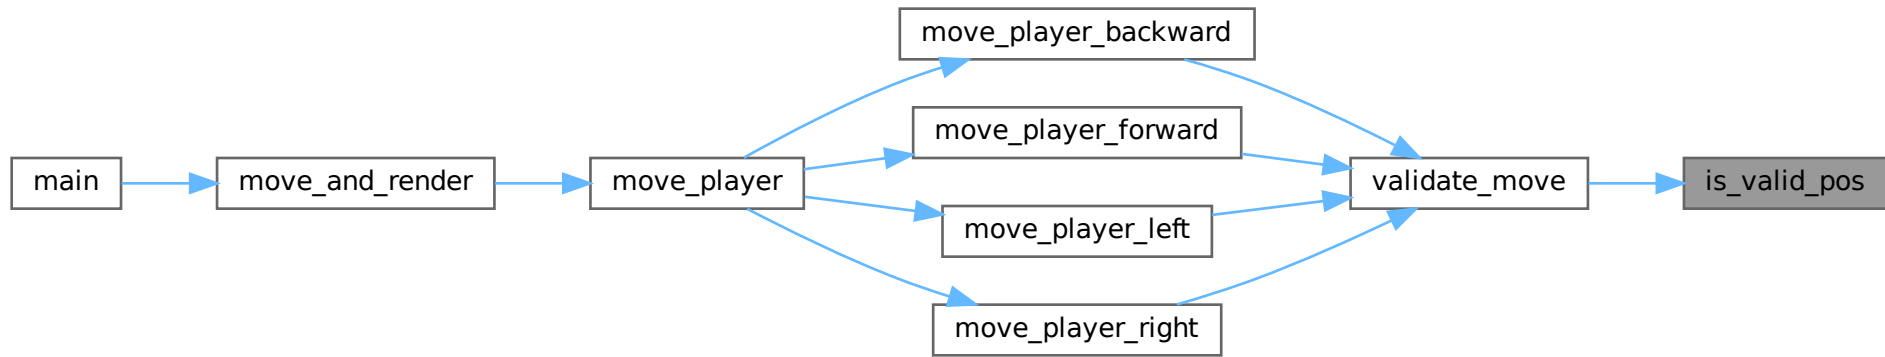 main
move_and_render
move_player
move_player_backward
move_player_forward
move_player_left
move_player_right
validate_move
is_valid_pos